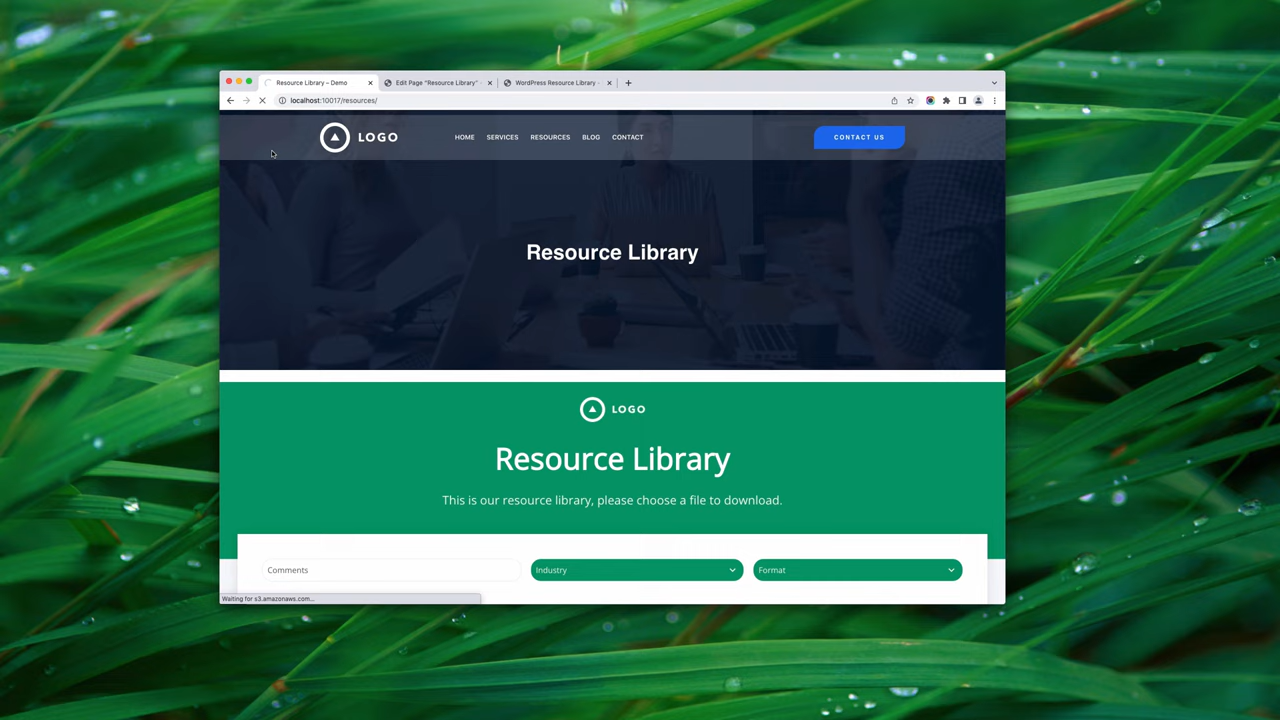 Resource Library – Demo
Edit Page "Resource Library"
WordPress Resource Library -
localhost:10017/resources/
LOGO
HOME
SERVICES
RESOURCES
BLOG
CONTACT
CONTACT US
Resource Library
LOGO
Resource Library
This is our resource library, please choose a file to download.
Comments
Industry
Format
Waiting for s3.amazonaws.com...